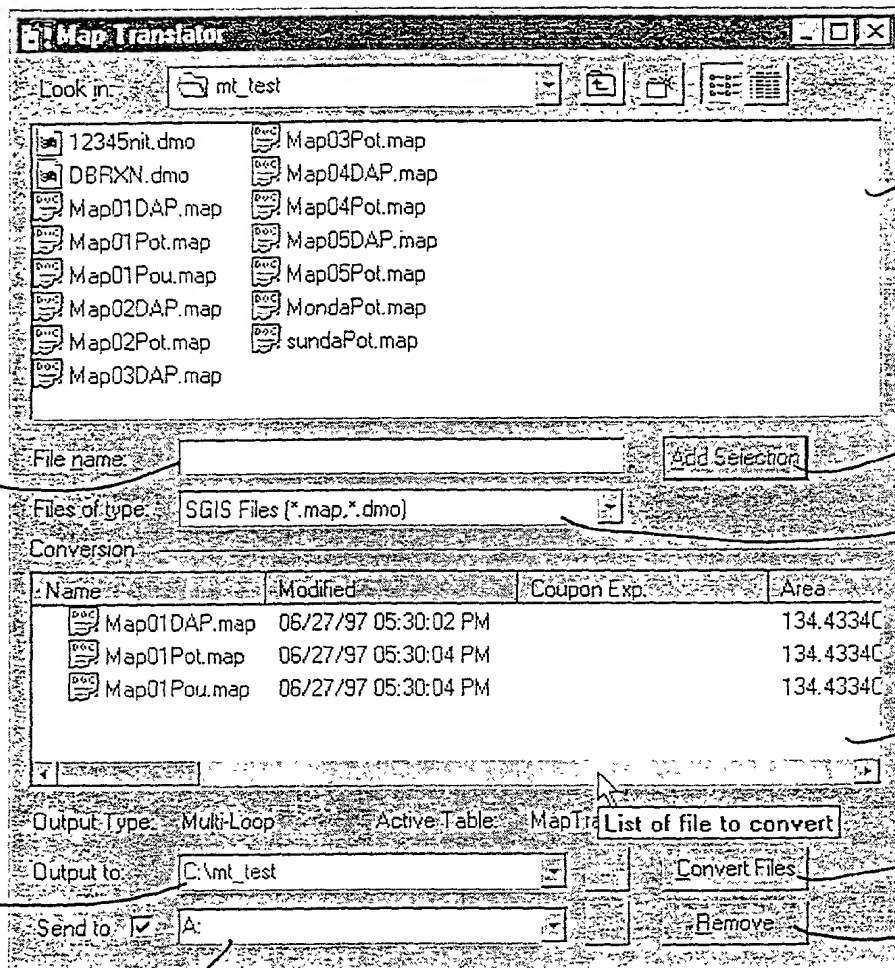 Map Translator
Look in: mt_test
12345nit.dmo Map03Pot.map
DBRXN.dmo Map04DAP.map
Map01DAP.map Map04Pot.map
Map01Pot.map Map05DAP.map
Map01Pou.map Map05Pot.map
Map02DAP.map MondaPot.map
Map02Pot.map sundaPot.map
Map03DAP.map
File name: Add Selection
Files of type: SGIS Files (*.map,*.dmo)
Conversion
Name Modified Coupon Exp. Area
Map01DAP.map 06/27/97 05:30:02 PM 134.4334
Map01Pot.map 06/27/97 05:30:04 PM 134.4334
Map01Pou.map 06/27/97 05:30:04 PM 134.4334
Output Type: Multi-Loop Active Table: MapTra
List of file to convert
Output to: C:\mt_test ... Convert Files
Send to A: Remove